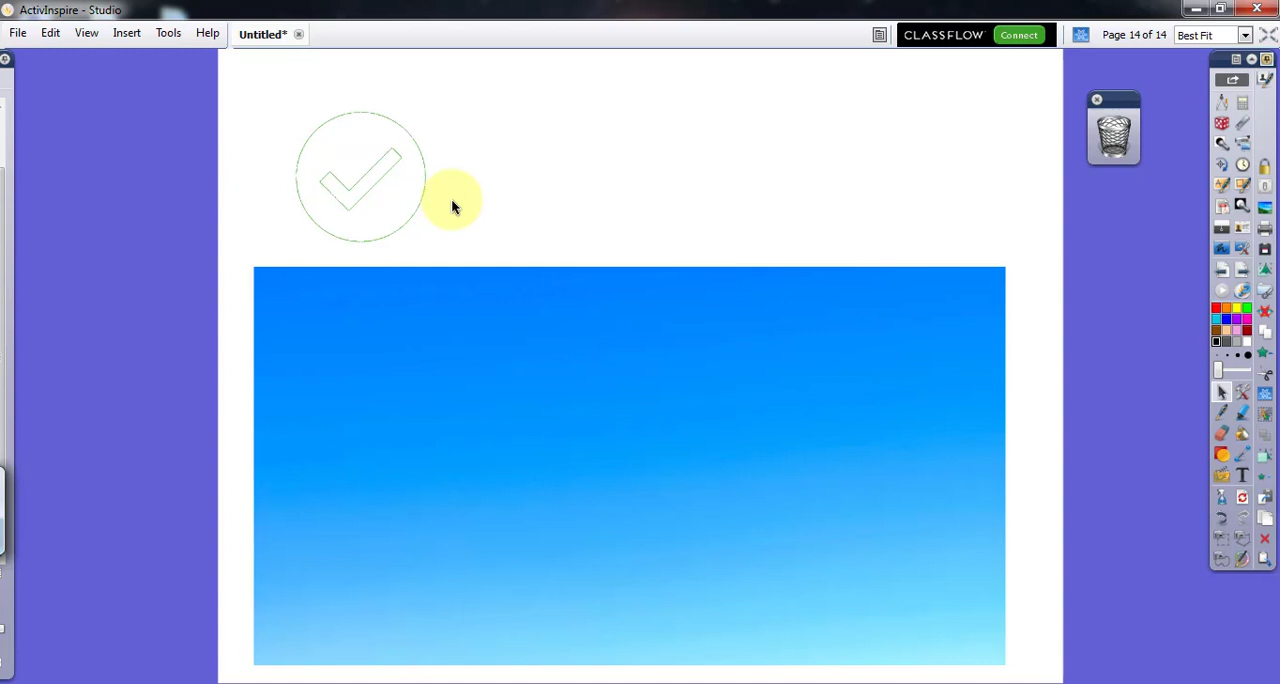 ActivInspire - Studio
File Edit View Insert Tools Help Untitled* CLASSFLOW Connect Page 14 of 14 Best Fit
T